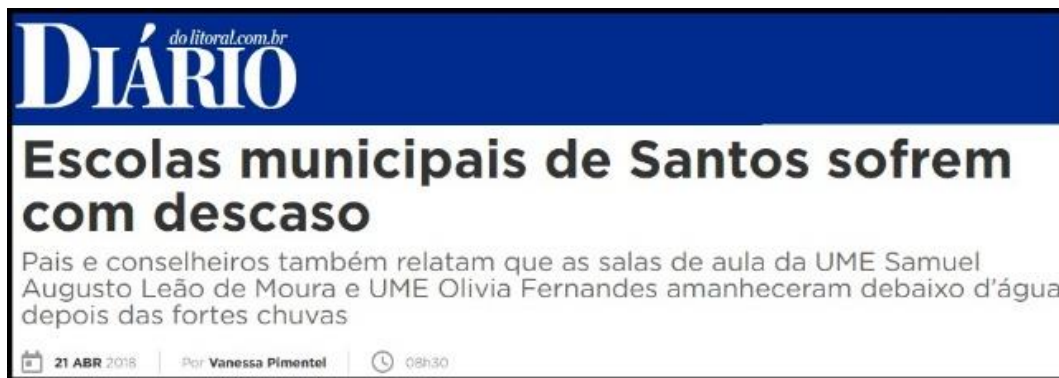 do litoral.com.br
DIÁRIO
Escolas municipais de Santos sofrem
com descaso
Pais e conselheiros também relatam que as salas de aula da UME Samuel
Augusto Leão de Moura e UME Olivia Fernandes amanheceram debaixo d'água
depois das fortes chuvas
21 ABR 2018 Por Vanessa Pimentel 08h30